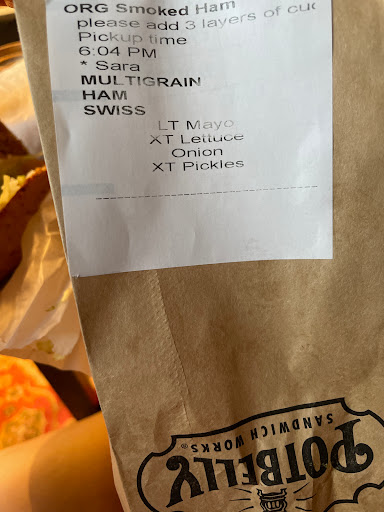 ORG Smoked Ham
please add 3 layers of
Pickup time
6:04 PM
* Sara
MULTIGRAIN
HAM
SWISS
LT Mayo
XT Lettuce
Onion
XT Pickles
POTBELLY
SANDWICH WORKS®